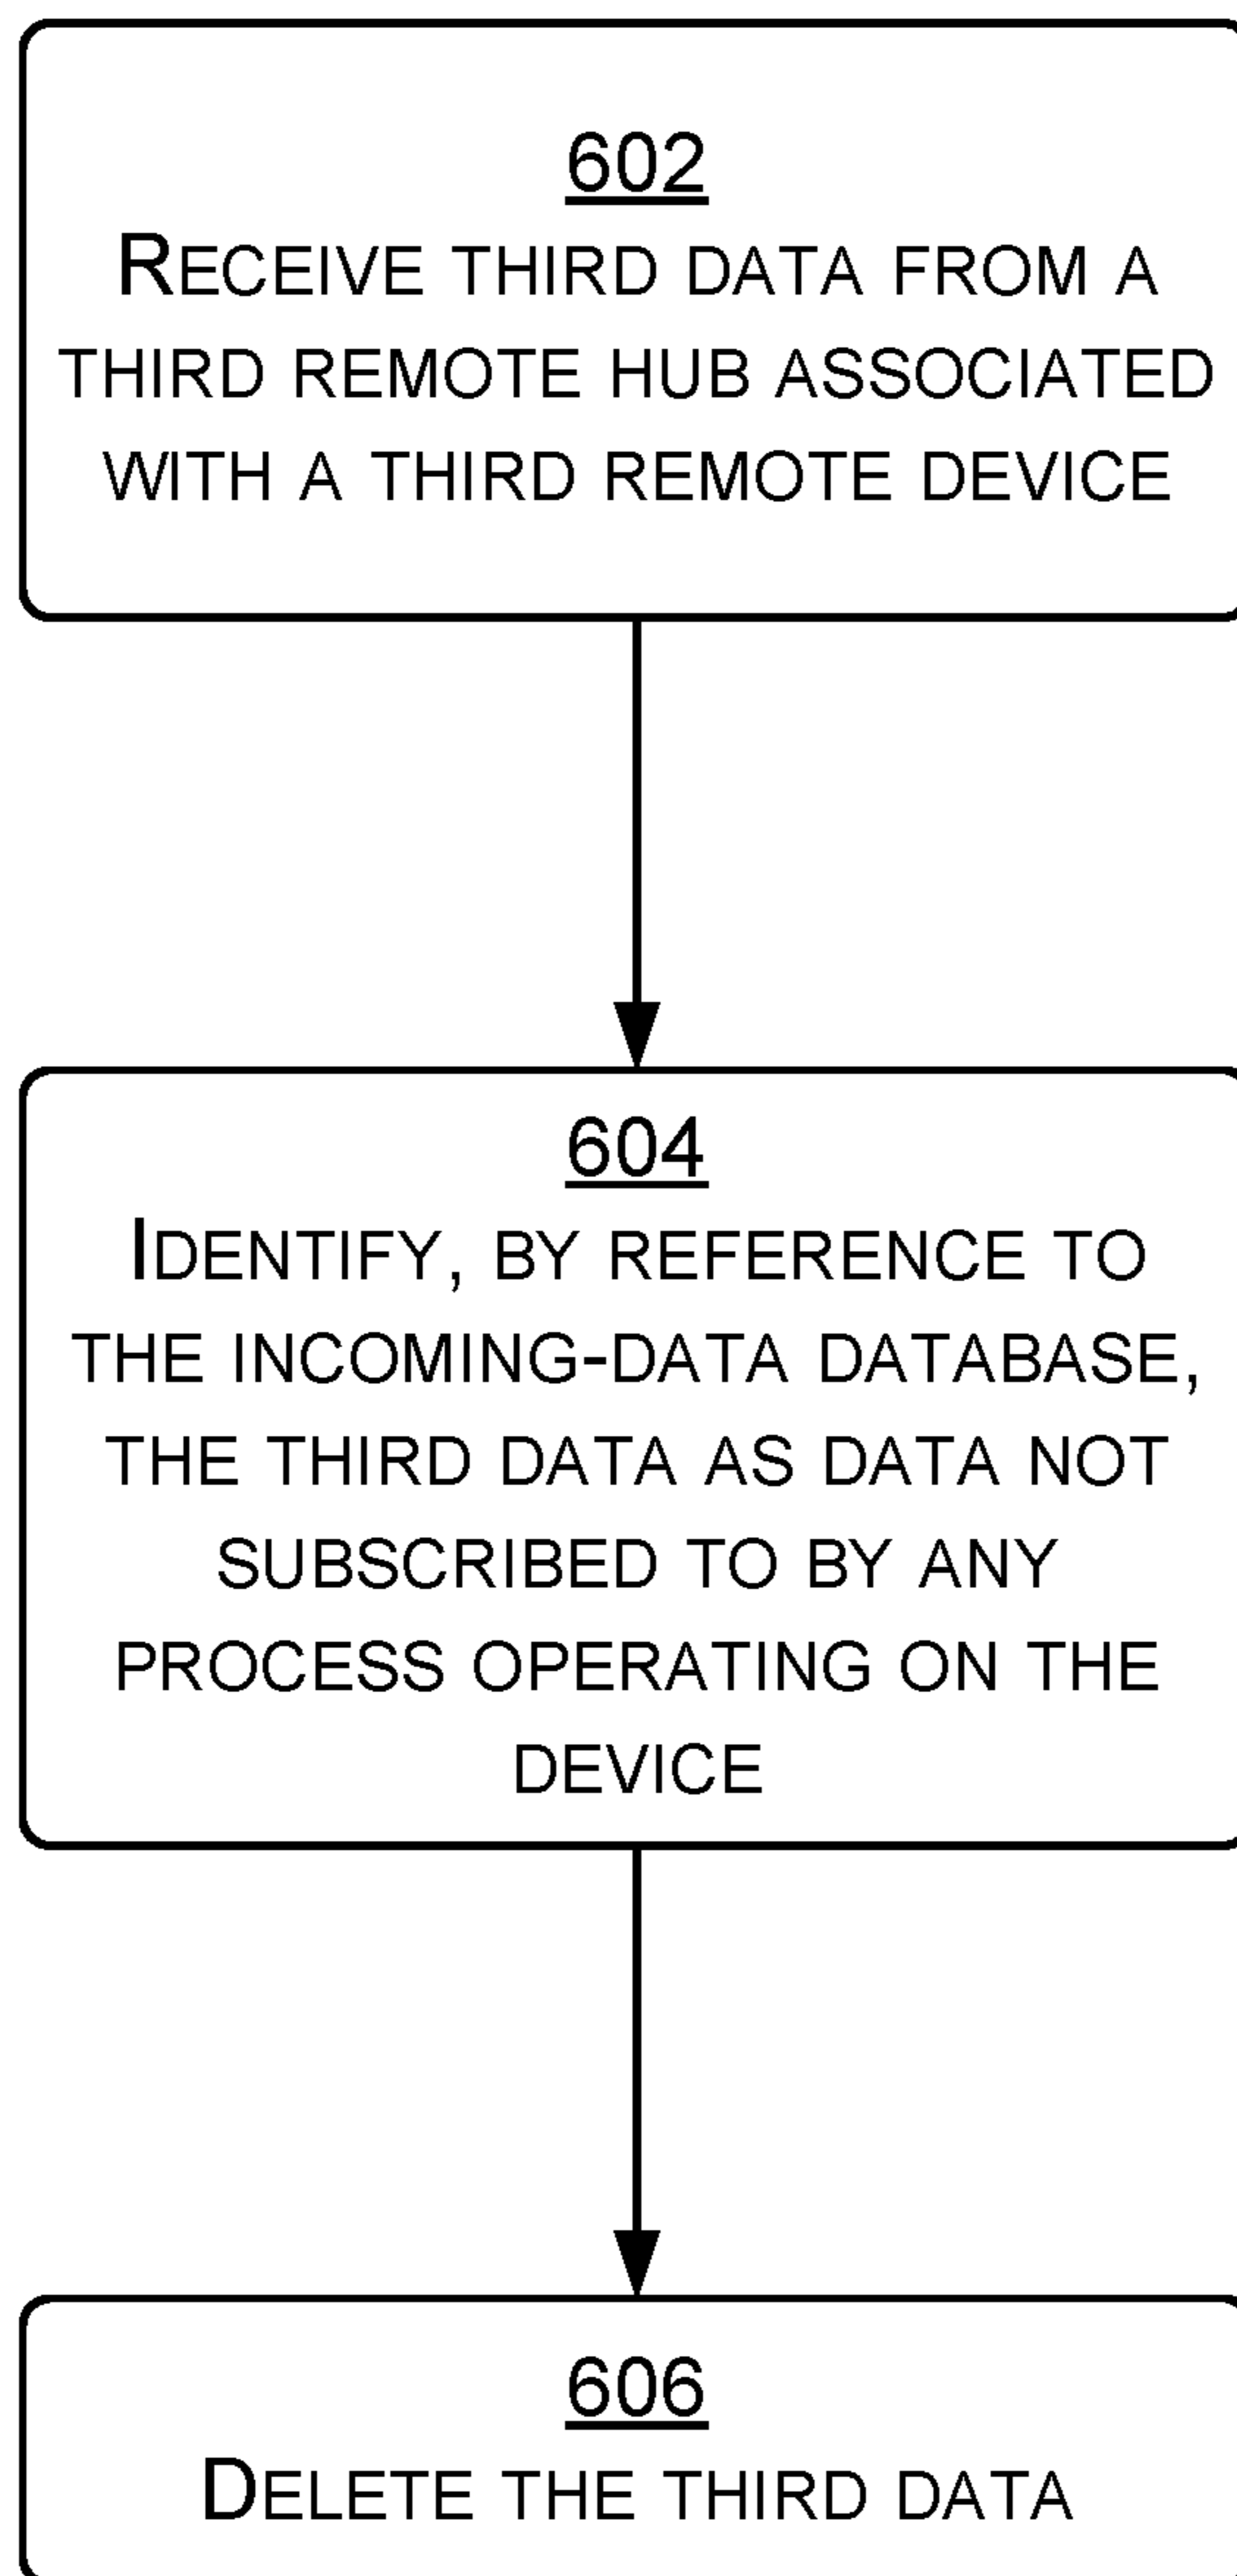 602
RECEIVE THIRD DATA FROM A
THIRD REMOTE HUB ASSOCIATED
WITH A THIRD REMOTE DEVICE
604
IDENTIFY, BY REFERENCE TO
THE INCOMING-DATA DATABASE,
THE THIRD DATA AS DATA NOT
SUBSCRIBED TO BY ANY
PROCESS OPERATING ON THE
DEVICE
606
DELETE THE THIRD DATA